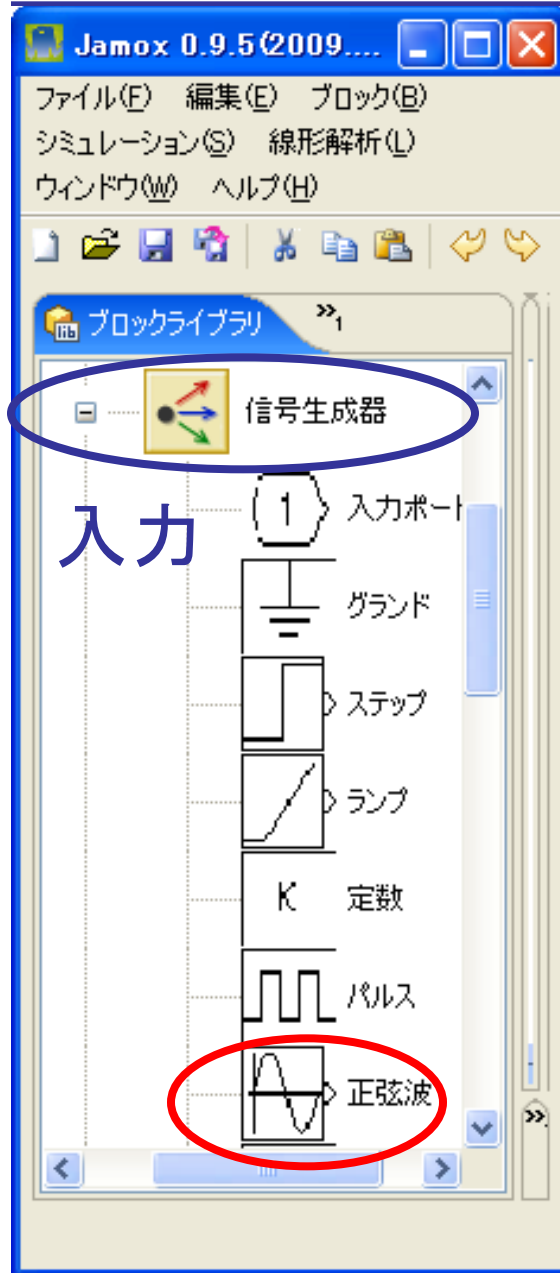 Jamox 0.9.5(2009....
ファイル(F) 編集(E) ブロック(B)
シミュレーション(S) 線形解析(L)
ウィンドウ(W) ヘルプ(H)
lib ブロックライブラリ »1
信号生成器
入力
1 入力ポート
グランド
ステップ
ランプ
K 定数
パルス
正弦波